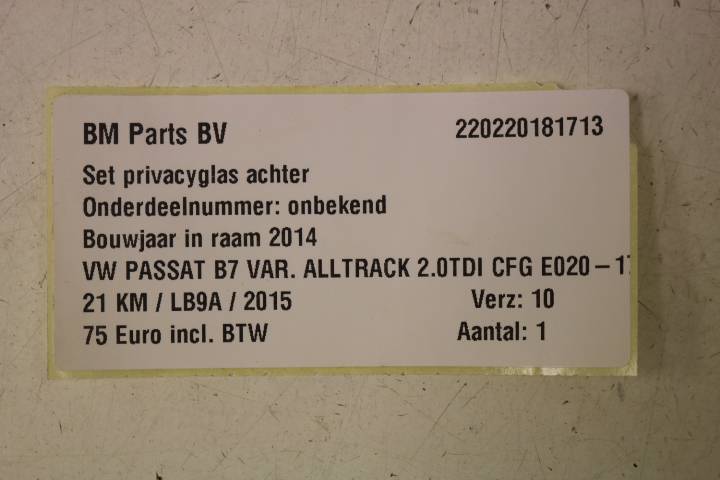 BM Parts BV 220220181713
Set privacyglas achter
Onderdeelnummer: onbekend
Bouwjaar in raam 2014
VW PASSAT B7 VAR. ALLTRACK 2.0TDI CFG E020-17
21 KM / LB9A / 2015 Verz: 10
75 Euro incl. BTW Aantal: 1